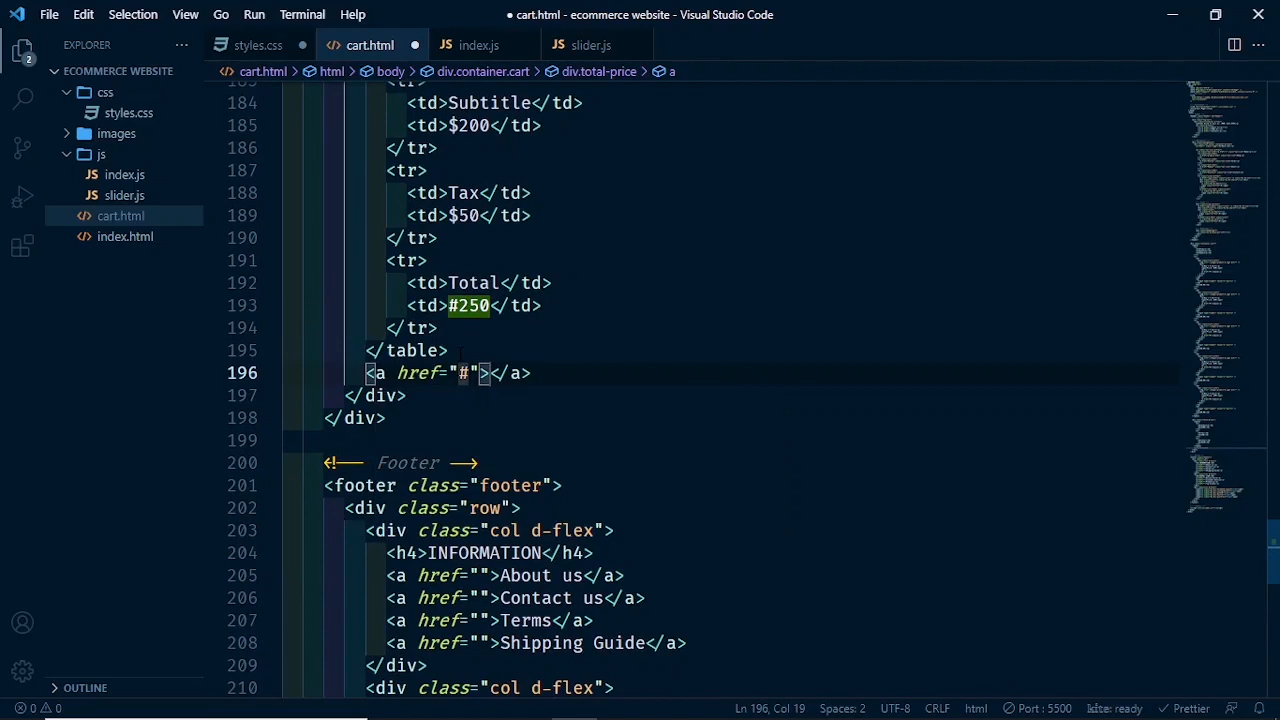 File Edit Selection View Go Run Terminal Help ● cart.html - ecommerce website - Visual Studio Code
EXPLORER ... styles.css ● cart.html ● index.js slider.js
2
ECOMMERCE WEBSITE cart.html > html > body > div.container.cart > div.total-price > a
css
styles.css
images
js
index.js
slider.js
cart.html
index.html
<tr>
184 <td>Subtitle</td>
185 <td>$200</td>
186 </tr>
187 <tr>
188 <td>Tax</td>
189 <td>$50</td>
190 </tr>
191 <tr>
192 <td>Total</td>
193 <td>#250</td>
194 </tr>
195 </table>
196 <a href="#"></a>
197 </div>
198 </div>
199
200 <!-- Footer -->
201 <footer class="footer">
202 <div class="row">
203 <div class="col d-flex">
204 <h4>INFORMATION</h4>
205 <a href="">About us</a>
206 <a href="">Contact us</a>
207 <a href="">Terms</a>
208 <a href="">Shipping Guide</a>
209 </div>
210 <div class="col d-flex">
OUTLINE
0 0 Ln 196, Col 19 Spaces: 2 UTF-8 CRLF html Port : 5500 kite: ready Prettier